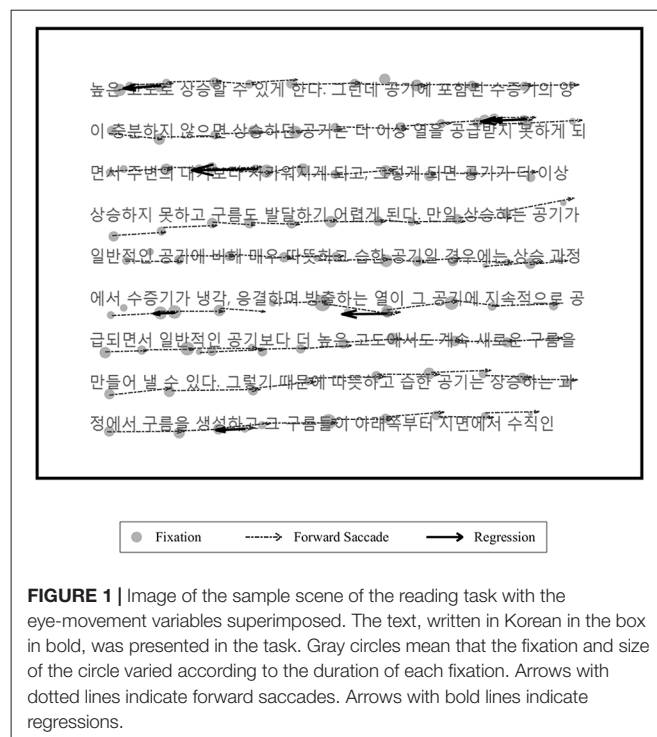 높은 고도로 상승할 수 있게 한다. 그런데 공기에 포함된 수증기의 양
이 충분하지 않으면 상승하던 공기는 더 이상 열을 공급받지 못하게 되
면서 주변의 대기보다 차가워지게 되고, 그렇게 되면 공기가 더 이상
상승하지 못하고 구름도 발달하기 어렵게 된다. 만일 상승하는 공기가
일반적인 공기에 비해 매우 따뜻하고 습한 공기일 경우에는 상승 과정
에서 수증기가 냉각, 응결하며 방출하는 열이 그 공기에 지속적으로 공
급되면서 일반적인 공기보다 더 높은 고도에서도 계속 새로운 구름을
만들어 낼 수 있다. 그렇기 때문에 따뜻하고 습한 공기는 상승하는 과
정에서 구름을 생성하고 그 구름들이 아래쪽부터 지면에서 수직인
Fixation Forward Saccade Regression
FIGURE 1 | Image of the sample scene of the reading task with the
eye-movement variables superimposed. The text, written in Korean in the box
in bold, was presented in the task. Gray circles mean that the fixation and size
of the circle varied according to the duration of each fixation. Arrows with
dotted lines indicate forward saccades. Arrows with bold lines indicate
regressions.